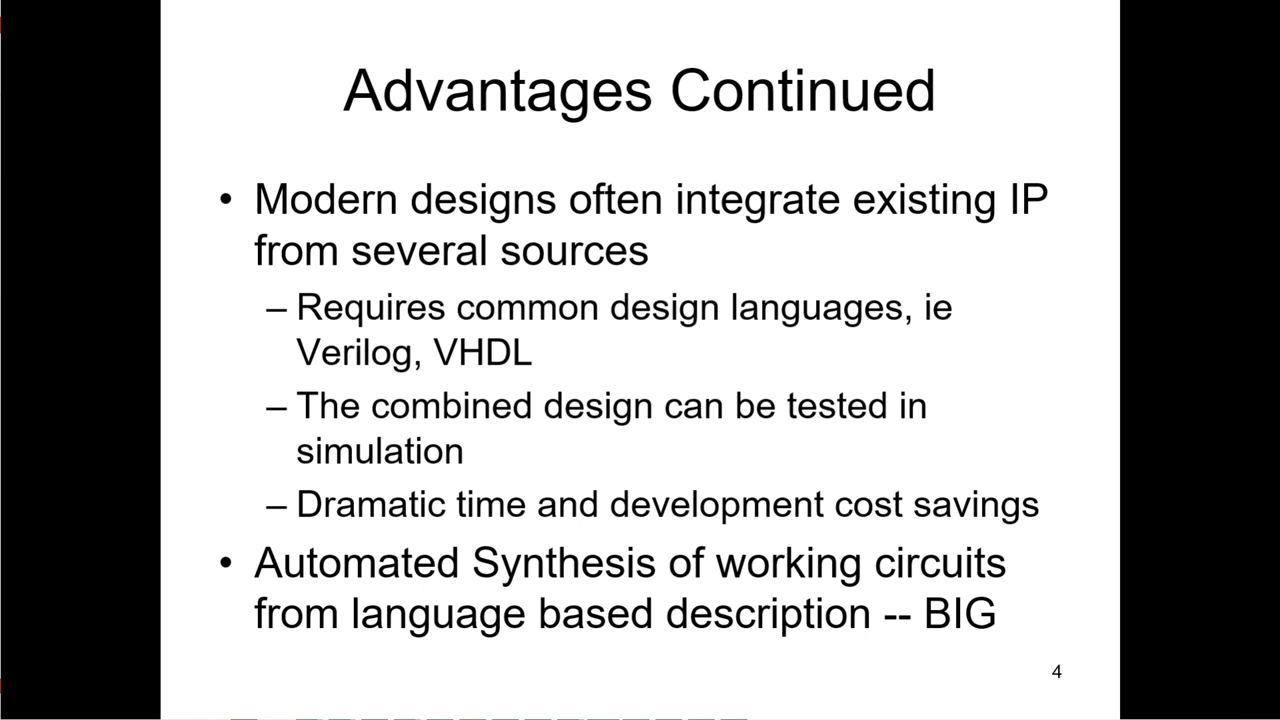 Advantages Continued
• Modern designs often integrate existing IP
from several sources
– Requires common design languages, ie
Verilog, VHDL
– The combined design can be tested in
simulation
– Dramatic time and development cost savings
• Automated Synthesis of working circuits
from language based description -- BIG
4